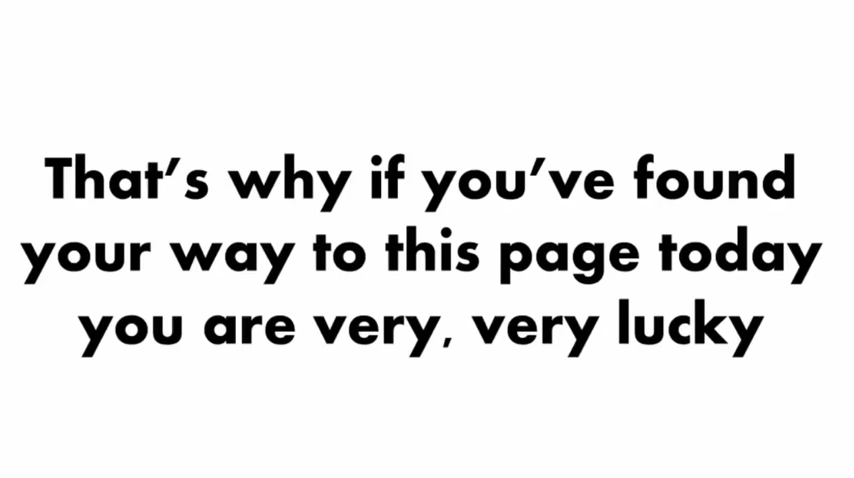 That’s why if you’ve found
your way to this page today
you are very, very lucky